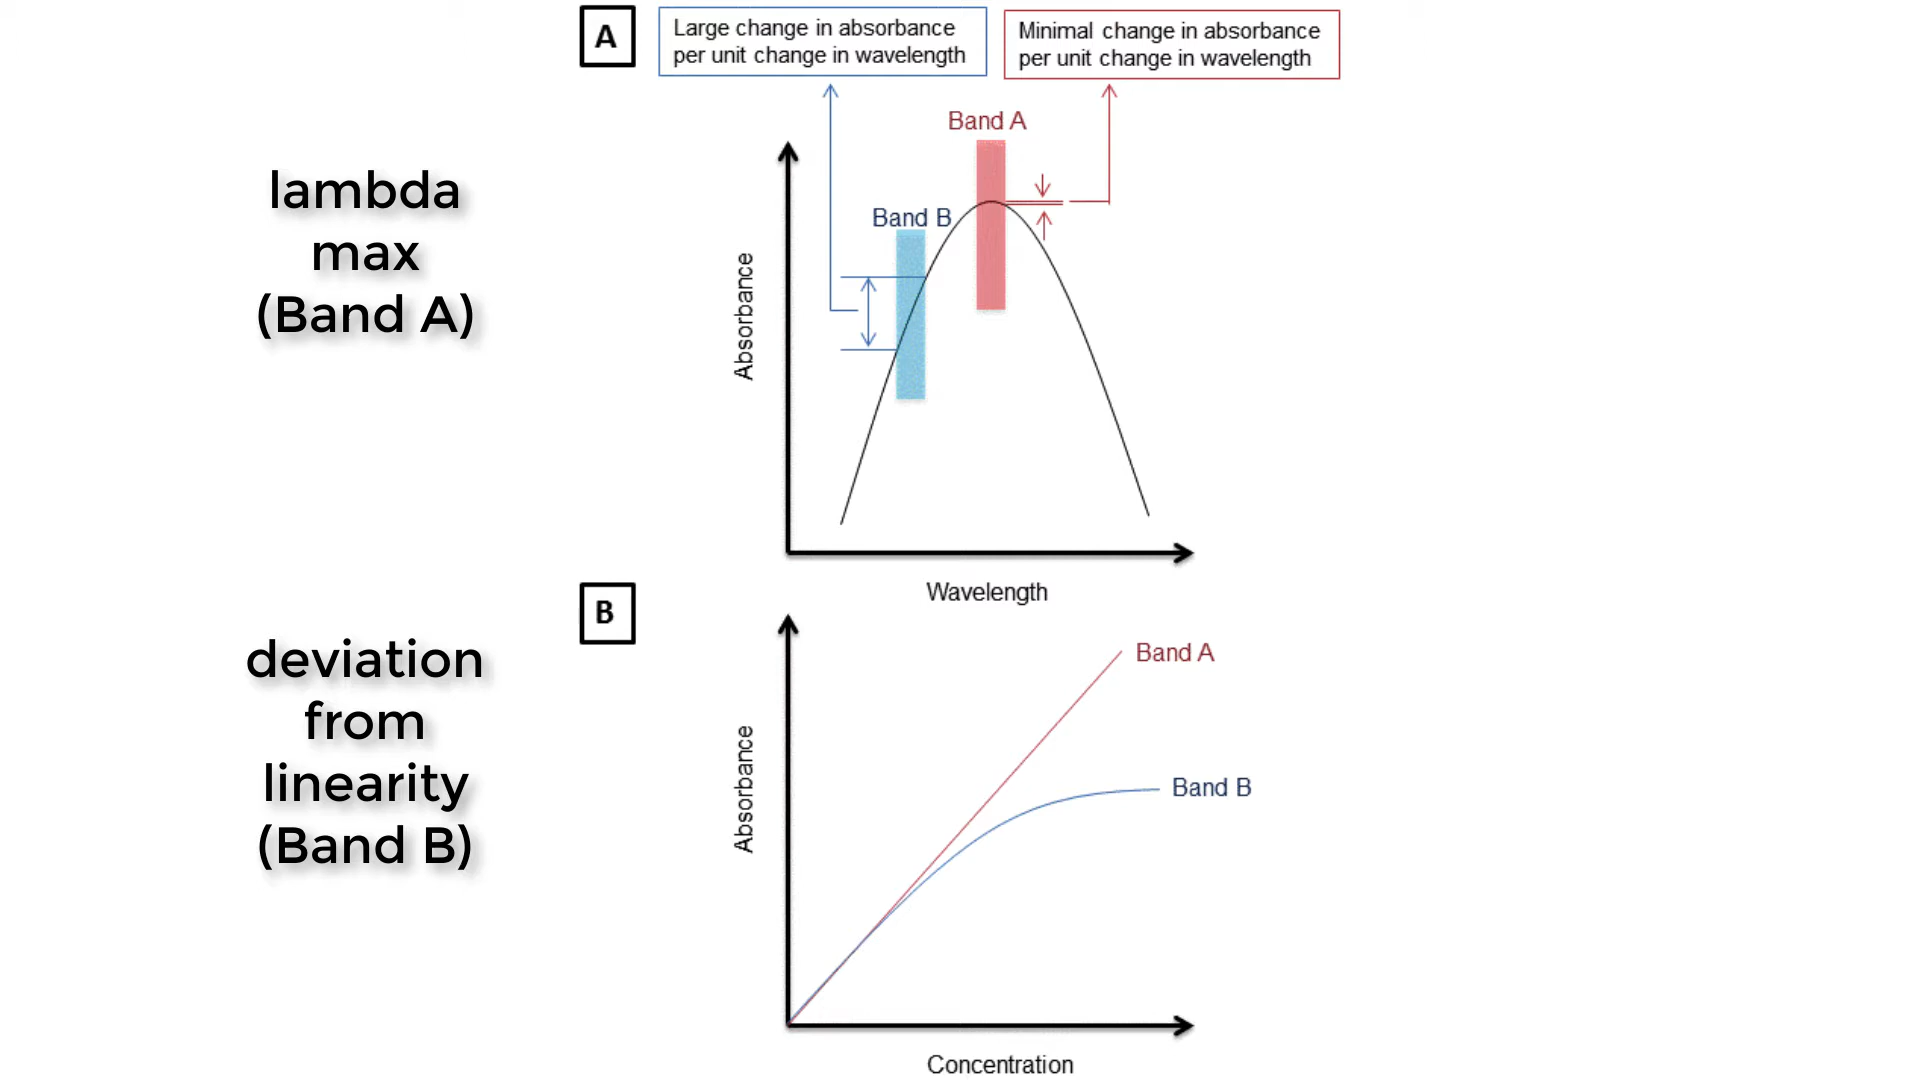 lambda
max
(Band A)
deviation
from
linearity
(Band B)
A
Large change in absorbance
per unit change in wavelength
Minimal change in absorbance
per unit change in wavelength
Band A
Band B
Absorbance
Wavelength
B
Band A
Band B
Absorbance
Concentration